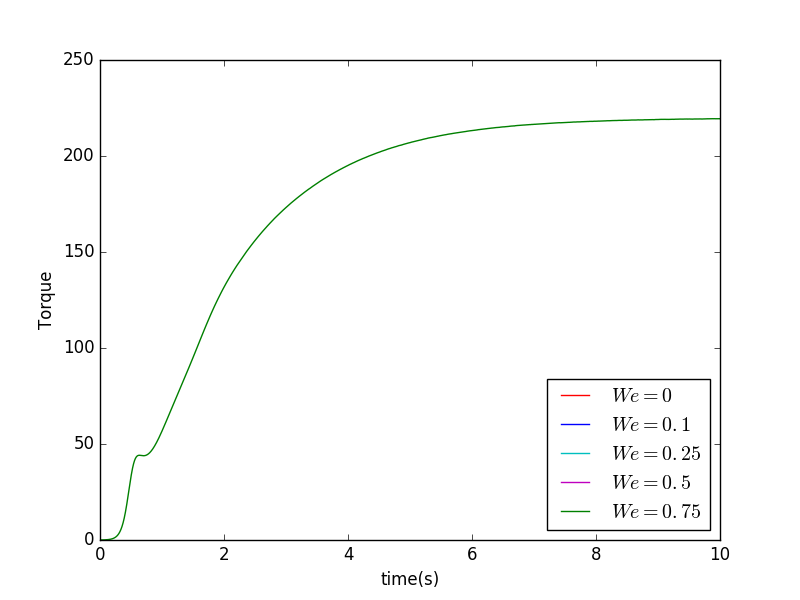 250
200
150
100
50
0
Torque
0 2 4 6 8 10
time(s)
We = 0
We = 0.1
We = 0.25
We = 0.5
We = 0.75